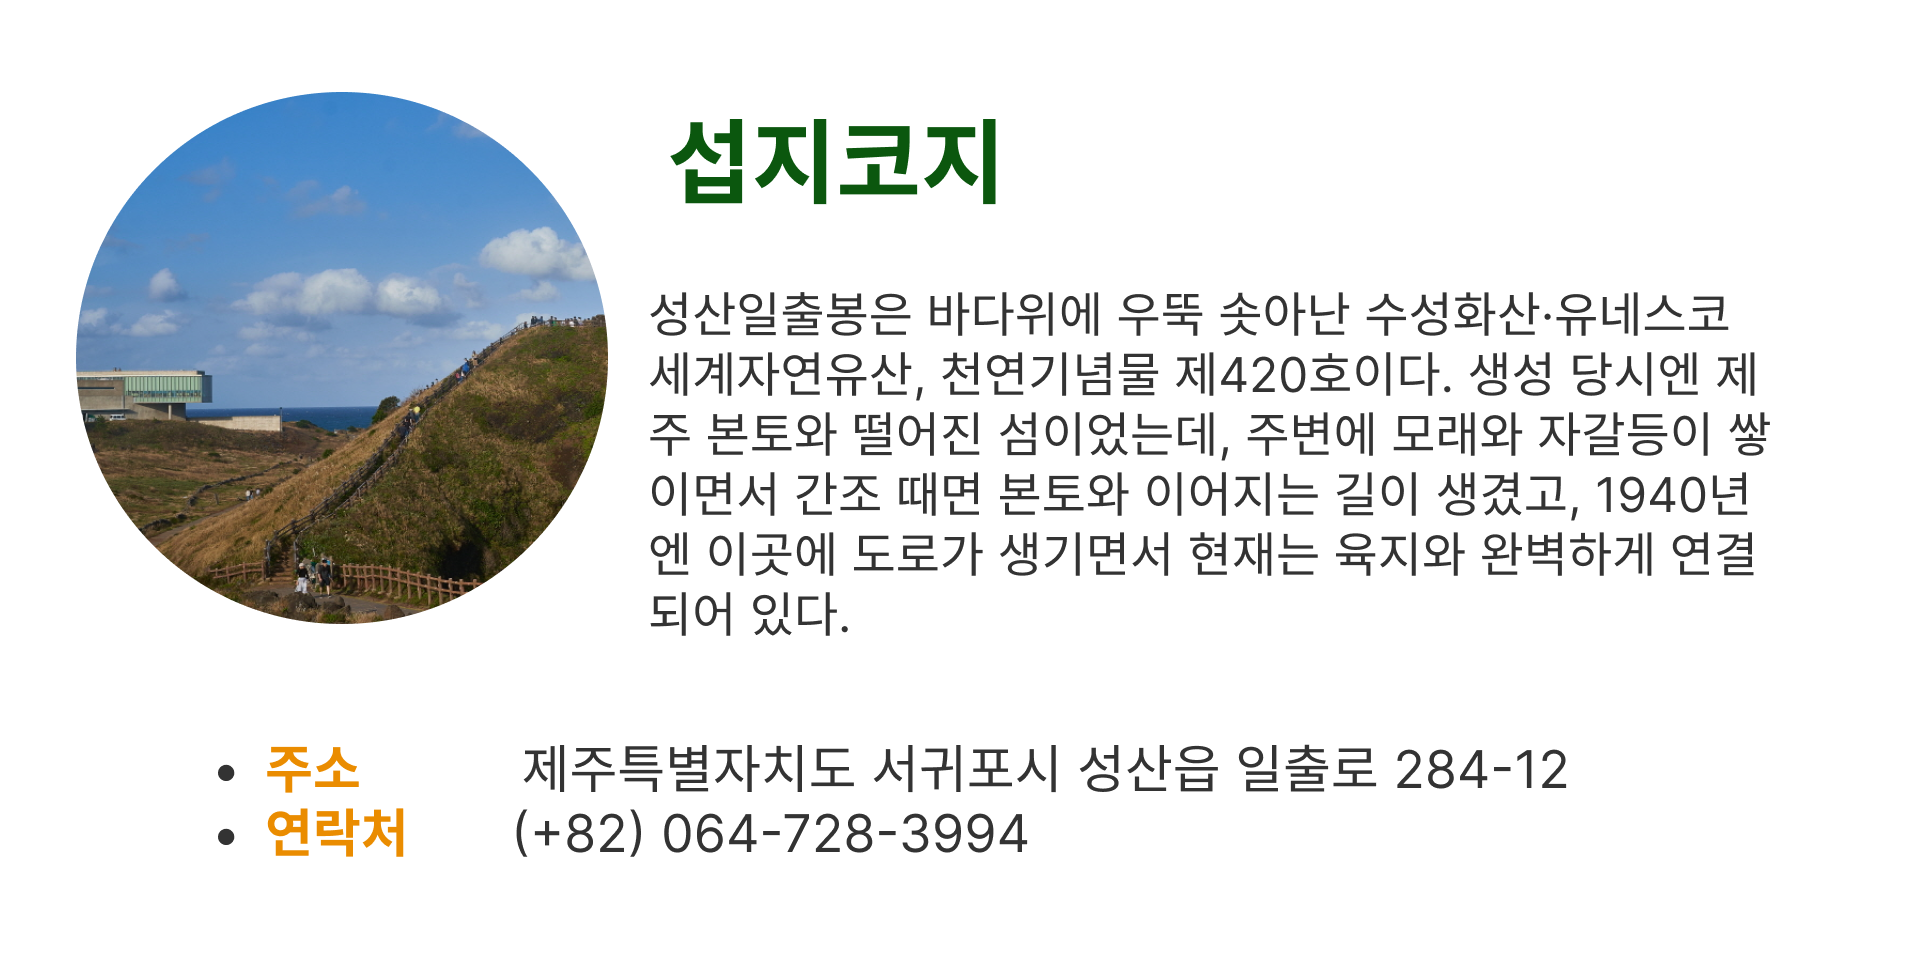 섭지코지
성산일출봉은 바다위에 우뚝 솟아난 수성화산·유네스코
세계자연유산, 천연기념물 제420호이다. 생성 당시엔 제
주 본토와 떨어진 섬이었는데, 주변에 모래와 자갈등이 쌓
이면서 간조 때면 본토와 이어지는 길이 생겼고, 1940년
엔 이곳에 도로가 생기면서 현재는 육지와 완벽하게 연결
되어 있다.
• 주소 제주특별자치도 서귀포시 성산읍 일출로 284-12
• 연락처 (+82) 064-728-3994